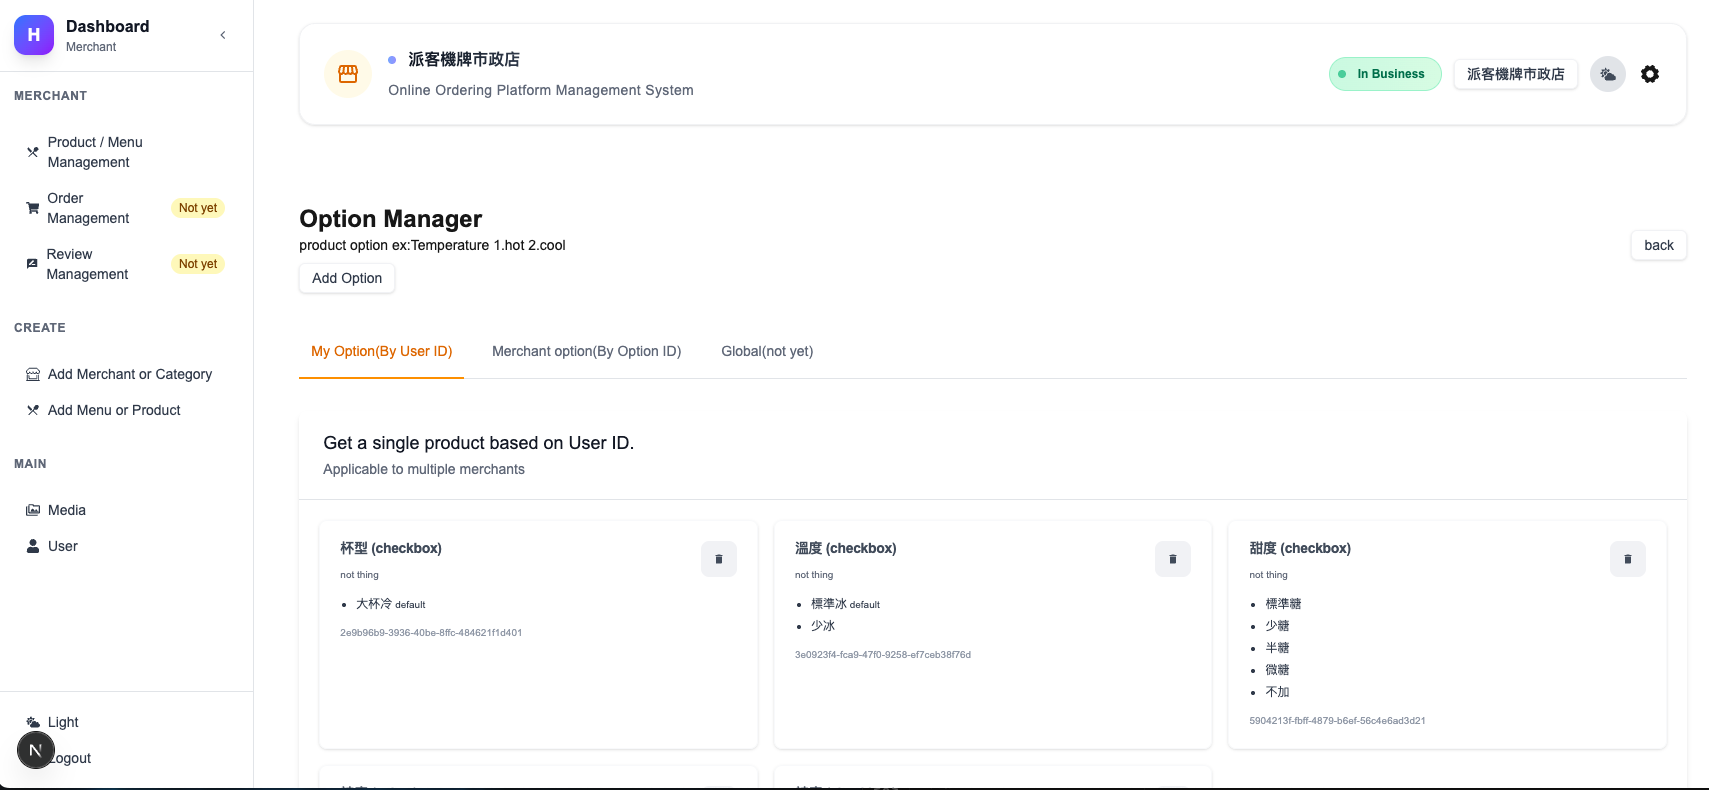 H
Dashboard
Merchant
MERCHANT
Product / Menu
Management
Order
Management
Not yet
Review
Management
Not yet
CREATE
Add Merchant or Category
Add Menu or Product
MAIN
Media
User
Light
N
Logout
派客機牌市政店
Online Ordering Platform Management System
In Business
派客機牌市政店
Option Manager
product option ex:Temperature 1.hot 2.cool
Add Option
back
My Option(By User ID)
Merchant option(By Option ID)
Global(not yet)
Get a single product based on User ID.
Applicable to multiple merchants
杯型 (checkbox)
not thing
大杯冷 default
2e9b96b9-3936-40be-8ffc-484621f1d401
溫度 (checkbox)
not thing
標準冰 default
少冰
3e0923f4-fca9-47f0-9258-ef7ceb38f76d
甜度 (checkbox)
not thing
標準糖
少糖
半糖
微糖
不加
5904213f-fbff-4879-b6ef-56c4e6ad3d21